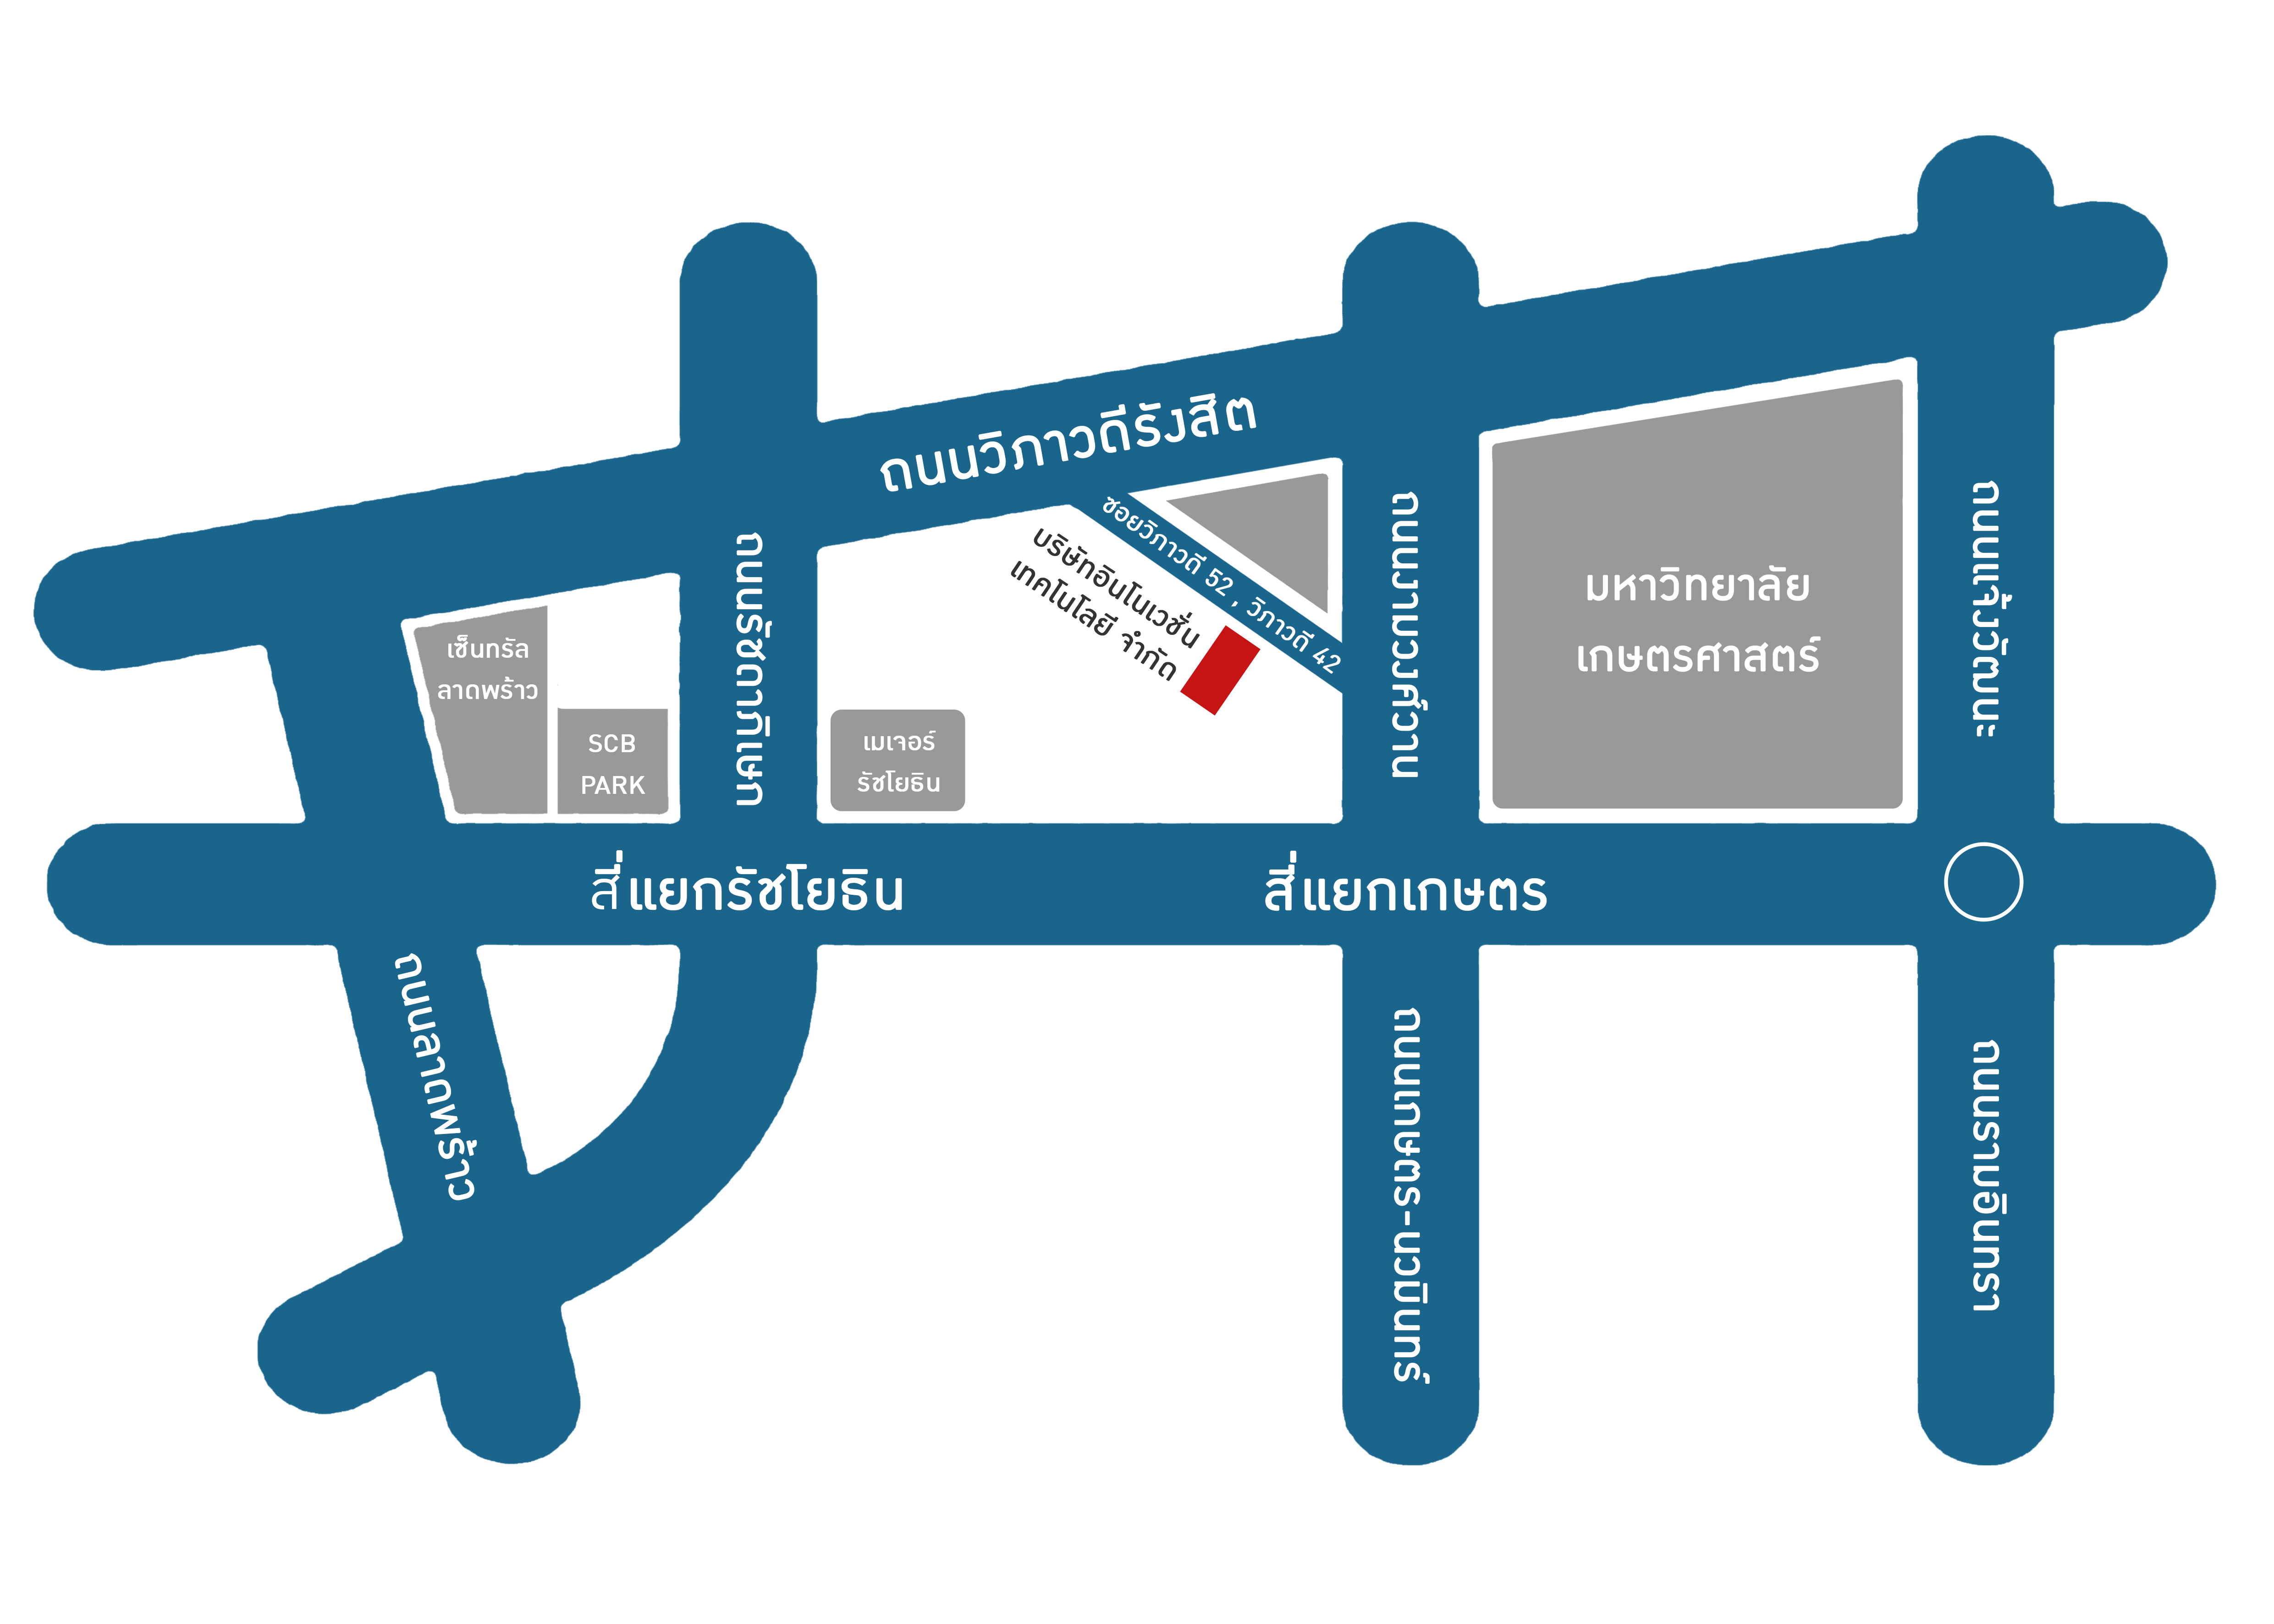 ถนนวิภาวดีรังสิต
ซอยวิภาวดี 52 , วิภาวดี 42
บริษัทอินโนเวชั่น
เทคโนโลยี จำกัด
ถนนรัชดาภิเษก
ถนนงามวงศ์วาน
ถนนแจ้งวัฒนะ
มหาวิทยาลัย
เกษตรศาสตร์
เซ็นทรัล
ลาดพร้าว
SCB
PARK
เมเจอร์
รัชโยธิน
สี่แยกรัชโยธิน
สี่แยกเกษตร
ถนนลาดพร้าว
ถนนเกษตร-นวมินทร์
ถนนรามอินทรา